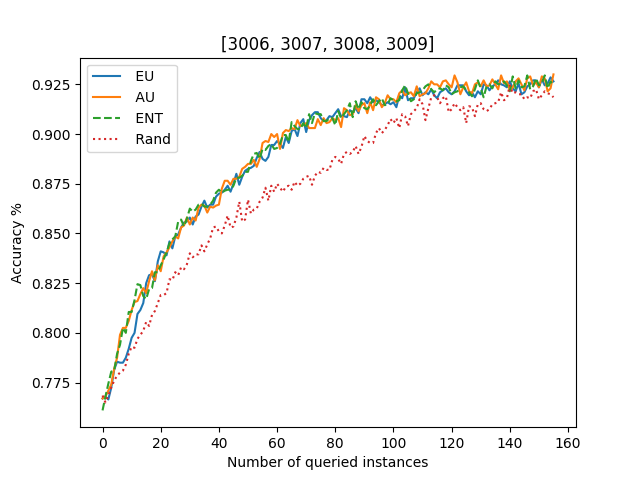 [3006, 3007, 3008, 3009]
EU
AU
ENT
Rand
Accuracy %
0.925
0.900
0.875
0.850
0.825
0.800
0.775
0 20 40 60 80 100 120 140 160
Number of queried instances